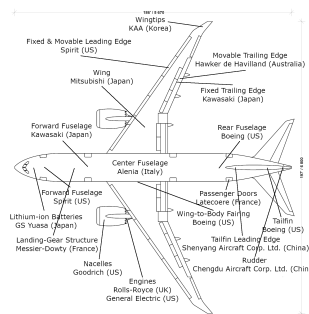 198' / 5.675
Wingtips
KAA (Korea)
Fixed & Movable Leading Edge
Spirit (US)
Movable Trailing Edge
Hawker de Havilland (Australia)
Wing
Mitsubishi (Japan)
Fixed Trailing Edge
Kawasaki (Japan)
Forward Fuselage
Kawasaki (Japan)
Rear Fuselage
Boeing (US)
Center Fuselage
Alenia (Italy)
Forward Fuselage
Spirit (US)
Passenger Doors
Latecoere (France)
Lithium-ion Batteries
GS Yuasa (Japan)
Wing-to-Body Fairing
Boeing (US)
Tailfin
Boeing (US)
Landing-Gear Structure
Messier-Dowty (France)
Tailfin Leading Edge
Shenyang Aircraft Corp. Ltd. (China)
Nacelles
Goodrich (US)
Rudder
Chengdu Aircraft Corp. Ltd. (Chin
Engines
Rolls-Royce (UK)
General Electric (US)